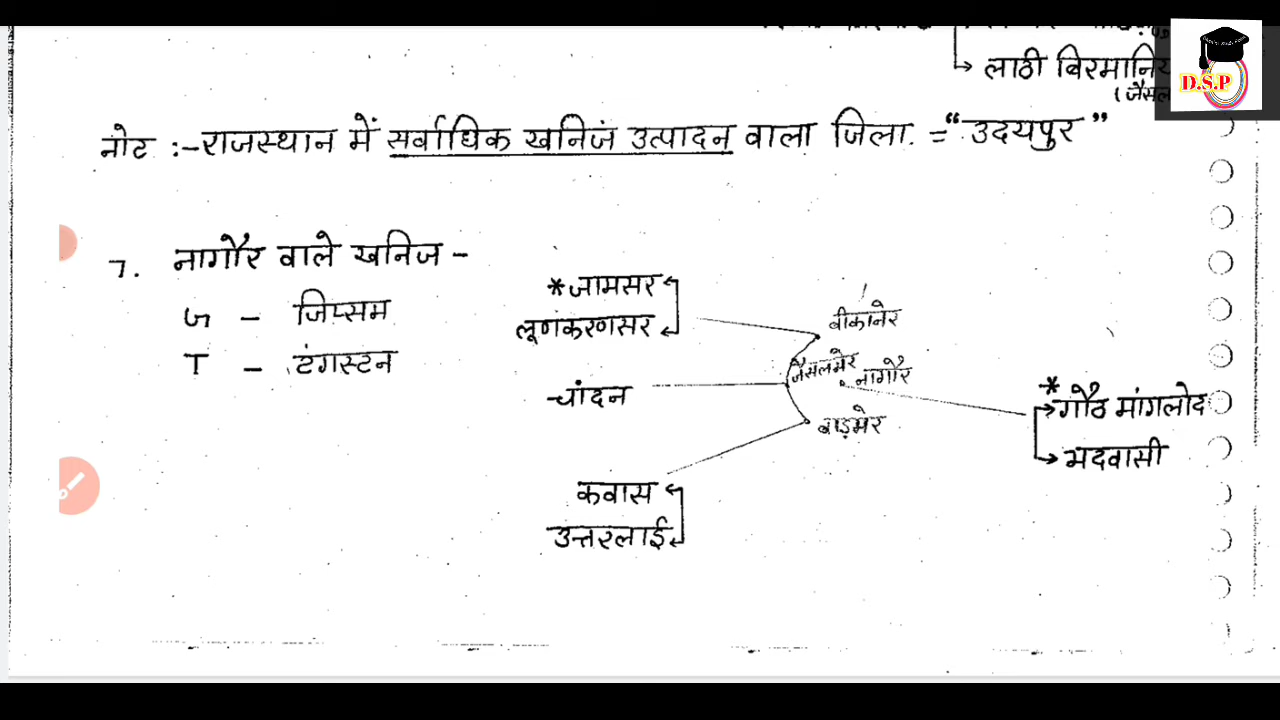 लाठी बिरमानिय
(जैसल
D.S.P
नोट :- राजस्थान में सर्वाधिक खनिज उत्पादन वाला जिला. = "उदयपुर"
7. नागौर वाले खनिज -
ज - जिप्सम
T - टंगस्टन
*जामसर
लूणकरणसर
बीकानेर
जैसलमेर
नागौर
चांदन
बाड़मेर
* गौठ मांगलोद
भदवासी
कवास
उत्तरलाई